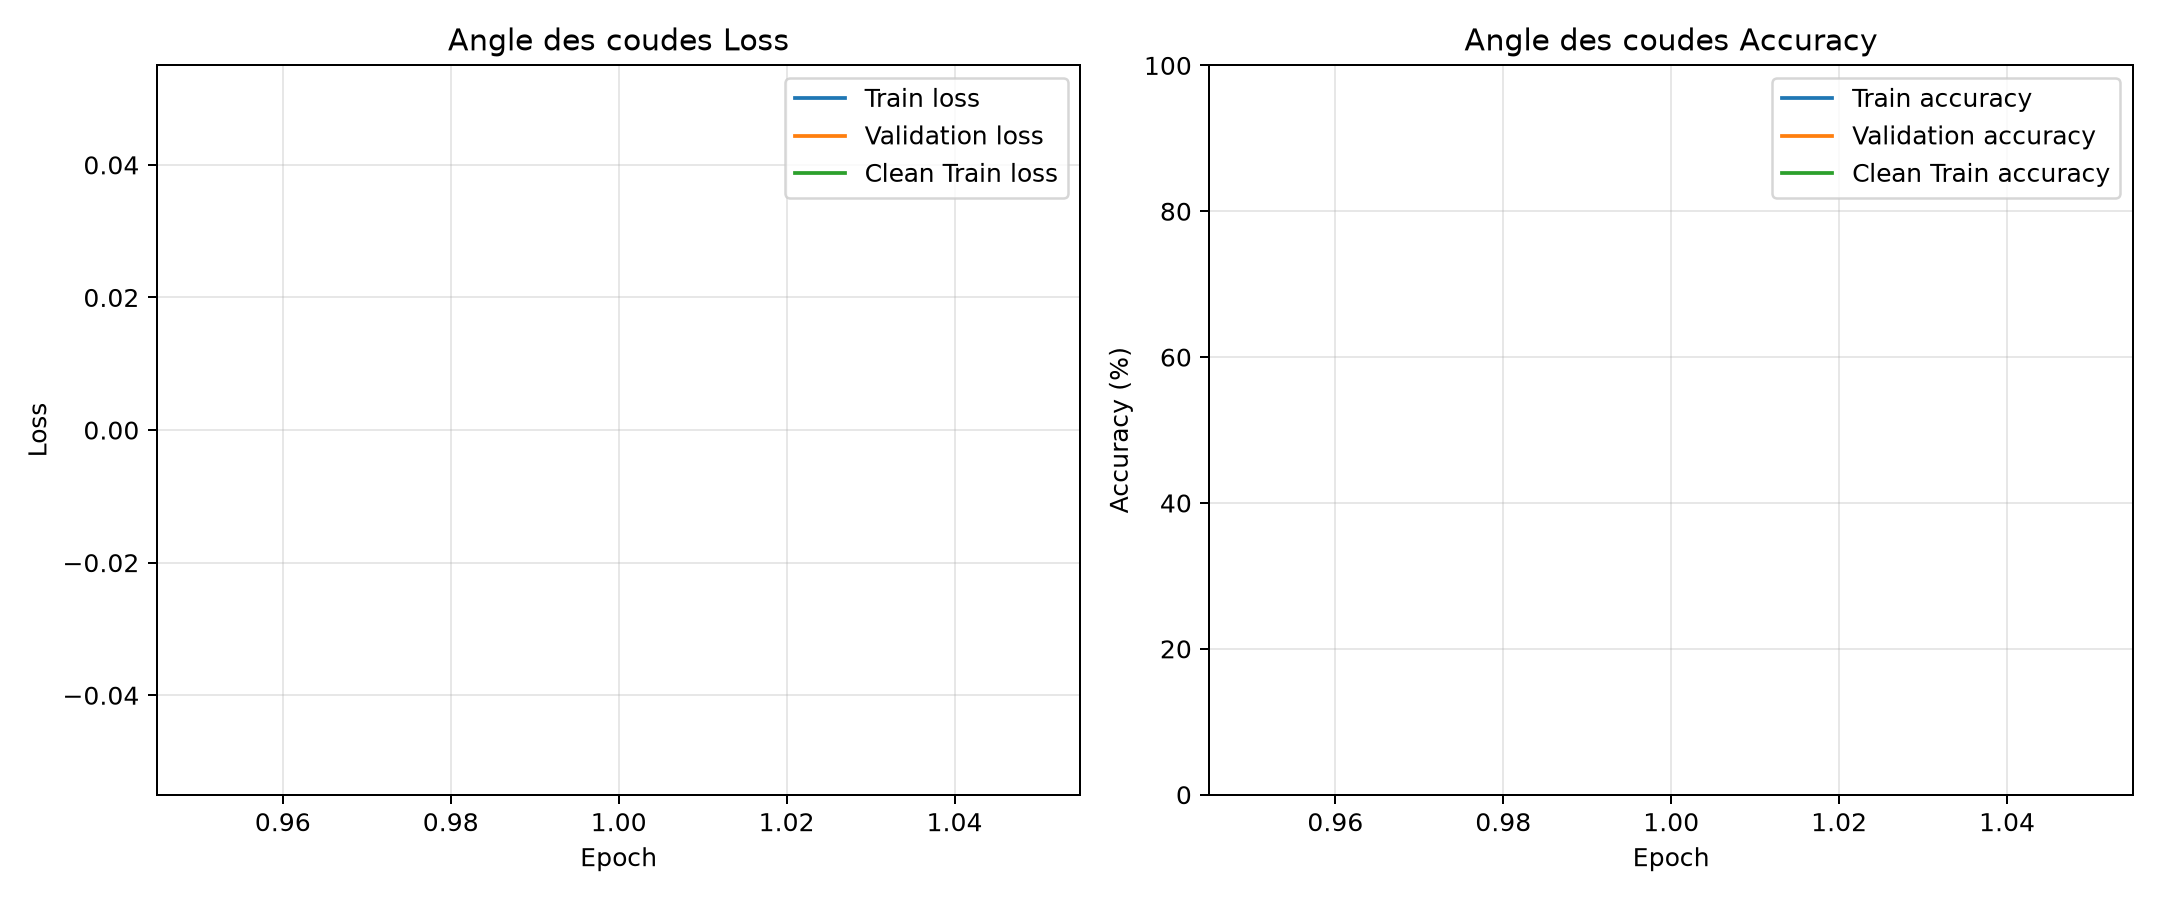 Angle des coudes Loss
Train loss
Validation loss
Clean Train loss
Loss
0.04
0.02
0.00
−0.02
−0.04
0.96 0.98 1.00 1.02 1.04
Epoch
Angle des coudes Accuracy
Train accuracy
Validation accuracy
Clean Train accuracy
Accuracy (%)
100
80
60
40
20
0
0.96 0.98 1.00 1.02 1.04
Epoch